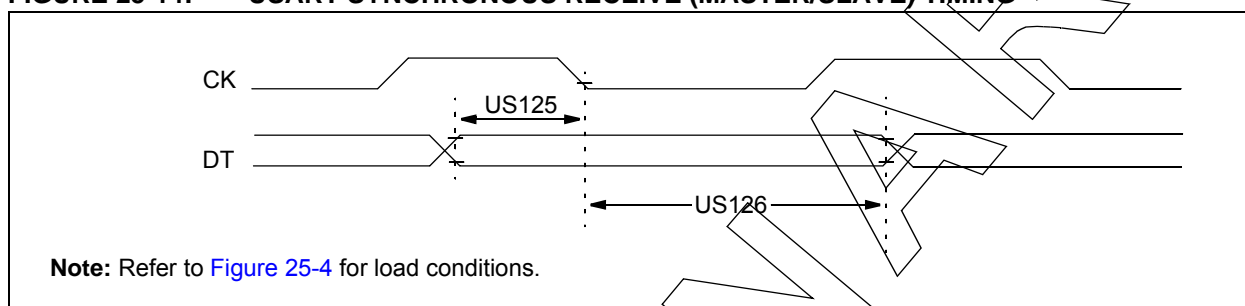 CK
US125
DT
US126
Note: Refer to Figure 25-4 for load conditions.